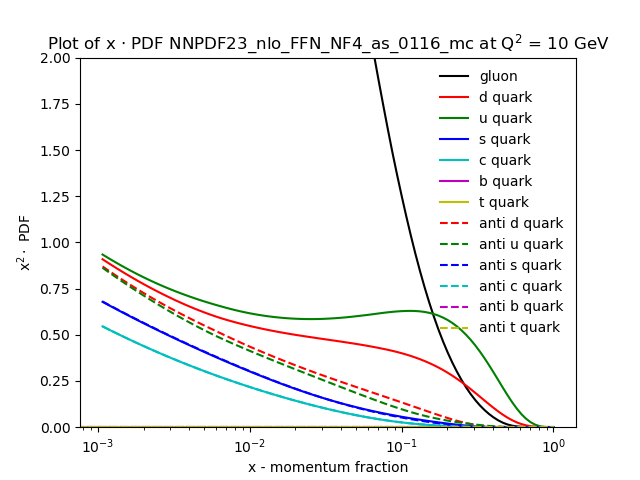 Plot of x · PDF NNPDF23_nlo_FFN_NF4_as_0116_mc at Q² = 10 GeV
2.00
1.75
1.50
1.25
1.00
0.75
0.50
0.25
0.00
x² · PDF
gluon
d quark
u quark
s quark
c quark
b quark
t quark
anti d quark
anti u quark
anti s quark
anti c quark
anti b quark
anti t quark
10⁻³ 10⁻² 10⁻¹ 10⁰
x - momentum fraction